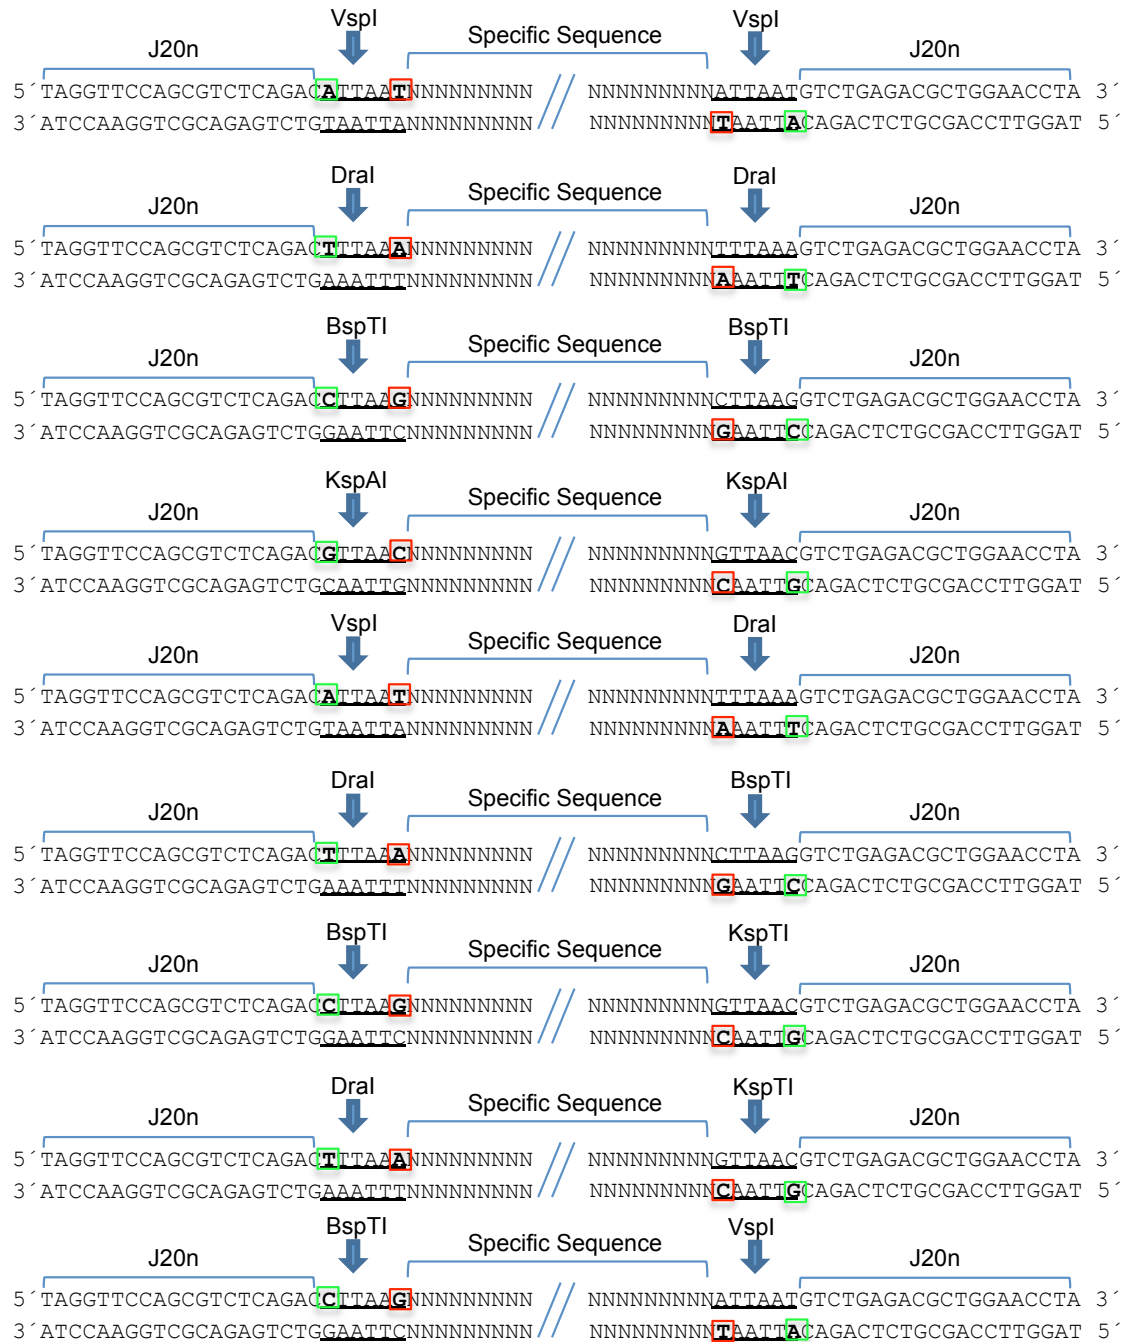 VspI Specific Sequence VspI
J20n J20n
5´TAGGTTCCAGCGTCTCAGACATTAATNNNNNNNNN // NNNNNNNNNATTAATGTCTGAGACGCTGGAACCTA 3´
3´ATCCAAGGTCGCAGAGTCTGTAATTANNNNNNNNN NNNNNNNNNTAATTACAGACTCTGCGACCTTGGAT 5´
DraI Specific Sequence DraI
J20n J20n
5´TAGGTTCCAGCGTCTCAGACTTTAAANNNNNNNNN // NNNNNNNNNTTTAAAGTCTGAGACGCTGGAACCTA 3´
3´ATCCAAGGTCGCAGAGTCTGAAATTTNNNNNNNNN NNNNNNNNNAAATTTCAGACTCTGCGACCTTGGAT 5´
BspTI Specific Sequence BspTI
J20n J20n
5´TAGGTTCCAGCGTCTCAGACCTTAAGNNNNNNNNN // NNNNNNNNNCTTAAGGTCTGAGACGCTGGAACCTA 3´
3´ATCCAAGGTCGCAGAGTCTGGAATTCNNNNNNNNN NNNNNNNNNGAATTCCAGACTCTGCGACCTTGGAT 5´
KspAI Specific Sequence KspAI
J20n J20n
5´TAGGTTCCAGCGTCTCAGACGTTAACNNNNNNNNN // NNNNNNNNNGTTAACGTCTGAGACGCTGGAACCTA 3´
3´ATCCAAGGTCGCAGAGTCTGCAATTGNNNNNNNNN NNNNNNNNNCAATTGCAGACTCTGCGACCTTGGAT 5´
VspI Specific Sequence DraI
J20n J20n
5´TAGGTTCCAGCGTCTCAGACATTAATNNNNNNNNN // NNNNNNNNNTTTAAAGTCTGAGACGCTGGAACCTA 3´
3´ATCCAAGGTCGCAGAGTCTGTAATTANNNNNNNNN NNNNNNNNNAAATTTCAGACTCTGCGACCTTGGAT 5´
DraI Specific Sequence BspTI
J20n J20n
5´TAGGTTCCAGCGTCTCAGACTTTAAANNNNNNNNN // NNNNNNNNNCTTAAGGTCTGAGACGCTGGAACCTA 3´
3´ATCCAAGGTCGCAGAGTCTGAAATTTNNNNNNNNN NNNNNNNNNGAATTCCAGACTCTGCGACCTTGGAT 5´
BspTI Specific Sequence KspTI
J20n J20n
5´TAGGTTCCAGCGTCTCAGACCTTAAGNNNNNNNNN // NNNNNNNNNGTTAACGTCTGAGACGCTGGAACCTA 3´
3´ATCCAAGGTCGCAGAGTCTGGAATTCNNNNNNNNN NNNNNNNNNCAATTGCAGACTCTGCGACCTTGGAT 5´
DraI Specific Sequence KspTI
J20n J20n
5´TAGGTTCCAGCGTCTCAGACTTTAAANNNNNNNNN // NNNNNNNNNGTTAACGTCTGAGACGCTGGAACCTA 3´
3´ATCCAAGGTCGCAGAGTCTGAAATTTNNNNNNNNN NNNNNNNNNCAATTGCAGACTCTGCGACCTTGGAT 5´
BspTI Specific Sequence VspI
J20n J20n
5´TAGGTTCCAGCGTCTCAGACCTTAAGNNNNNNNNN // NNNNNNNNNATTAATGTCTGAGACGCTGGAACCTA 3´
3´ATCCAAGGTCGCAGAGTCTGGAATTCNNNNNNNNN NNNNNNNNNTAATTACAGACTCTGCGACCTTGGAT 5´